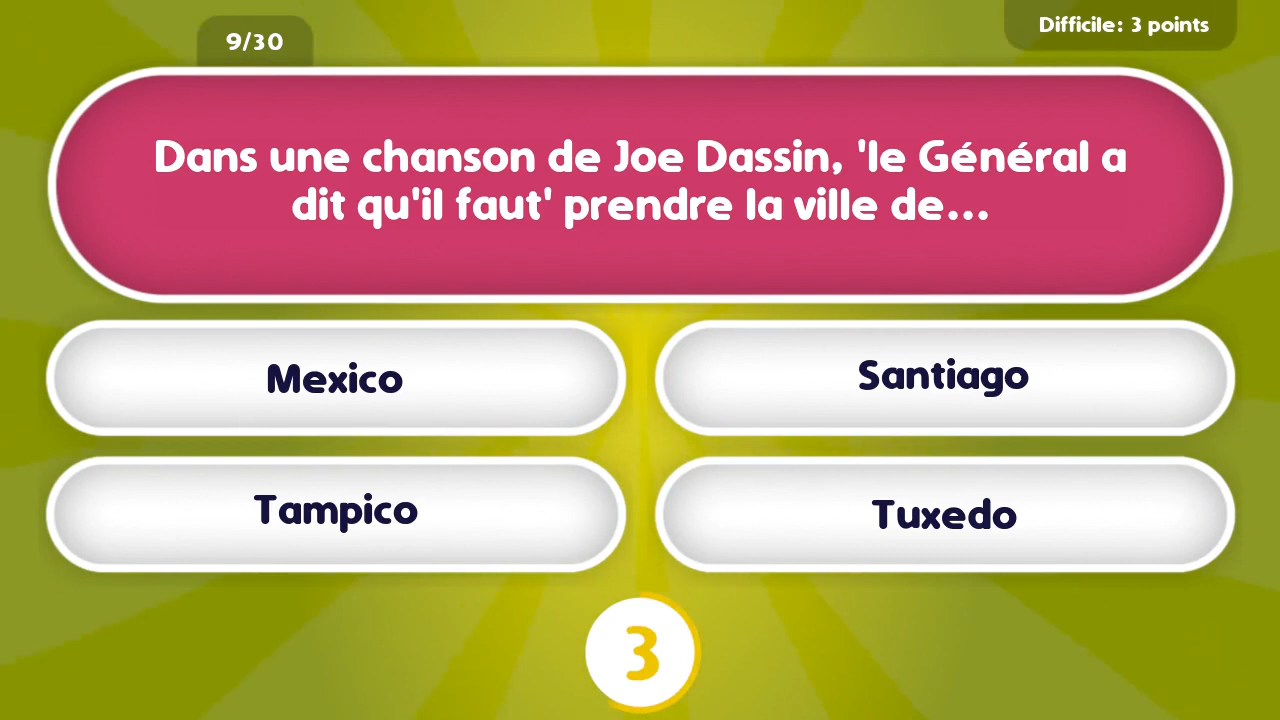 9/30
Difficile: 3 points
Dans une chanson de Joe Dassin, 'le Général a
dit qu'il faut' prendre la ville de...
Mexico
Santiago
Tampico
Tuxedo
3